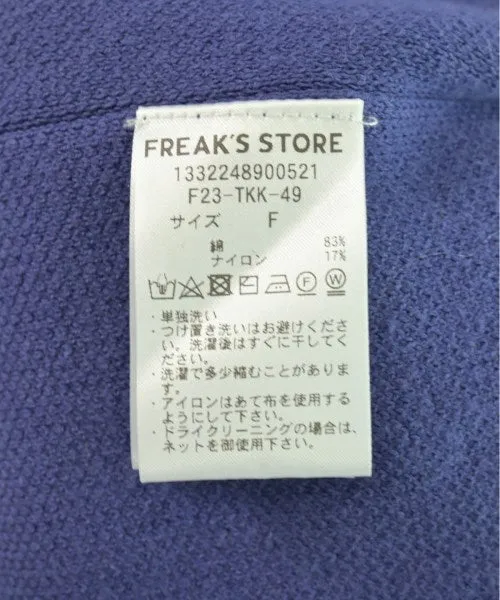 FREAK'S STORE
1332248900521
F23-TKK-49
サイズ F
綿 83%
ナイロン 17%
F W
・単独洗い
・つけ置き洗いはお避けくださ
い。洗濯後はすぐに干してく
ださい。
・洗濯で多少縮むことがありま
す。
・アイロンはあて布を使用する
ようにして下さい。
・ドライクリーニングの場合は、
ネットを御使用下さい。